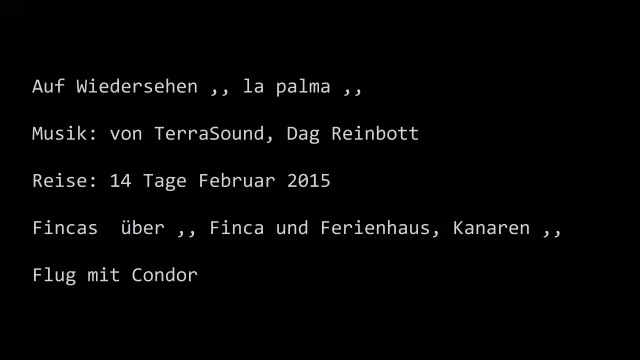 Auf Wiedersehen ,, la palma ,,
Musik: von TerraSound, Dag Reinbott
Reise: 14 Tage Februar 2015
Fincas  über ,, Finca und Ferienhaus, Kanaren ,,
Flug mit Condor